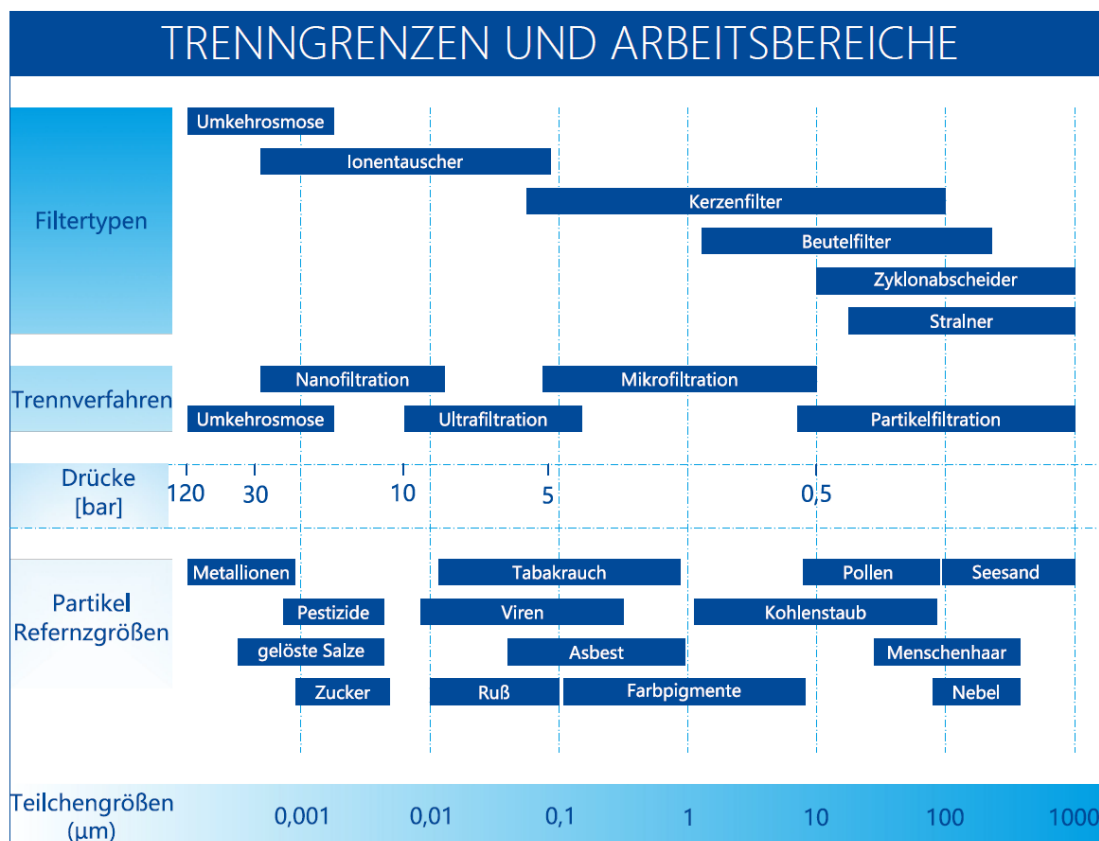 TRENNGRENZEN UND ARBEITSBEREICHE
Filtertypen
Umkehrosmose
Ionentauscher
Kerzenfilter
Beutelfilter
Zyklonabscheider
Stralner
Trennverfahren
Nanofiltration
Mikrofiltration
Umkehrosmose
Ultrafiltration
Partikelfiltration
Drücke
[bar]
120 30 10 5 0,5
Partikel
Refernzgrößen
Metallionen
Tabakrauch
Pollen
Seesand
Pestizide
Viren
Kohlenstaub
gelöste Salze
Asbest
Menschenhaar
Zucker
Ruß
Farbpigmente
Nebel
Teilchengrößen
(µm)
0,001 0,01 0,1 1 10 100 1000